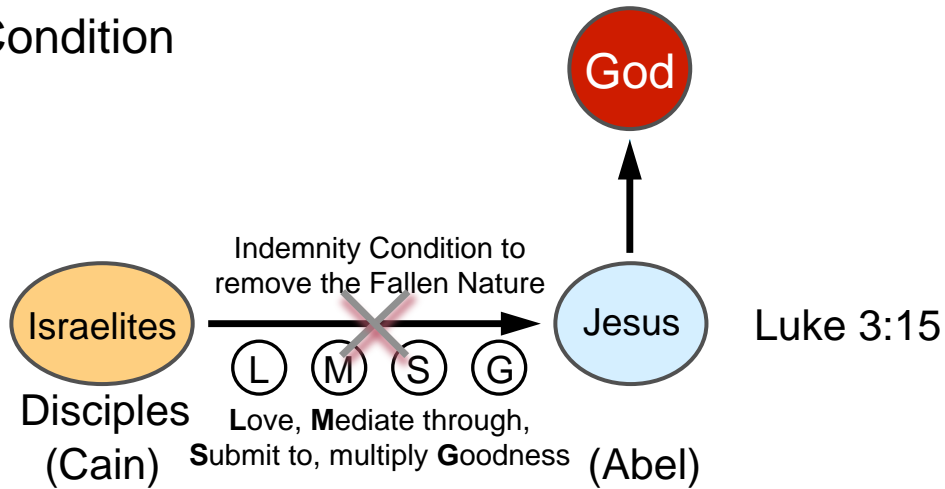 Condition
God
Indemnity Condition to
remove the Fallen Nature
Israelites
Jesus
Luke 3:15
L M S G
Disciples
(Cain)
Love, Mediate through,
Submit to, multiply Goodness
(Abel)